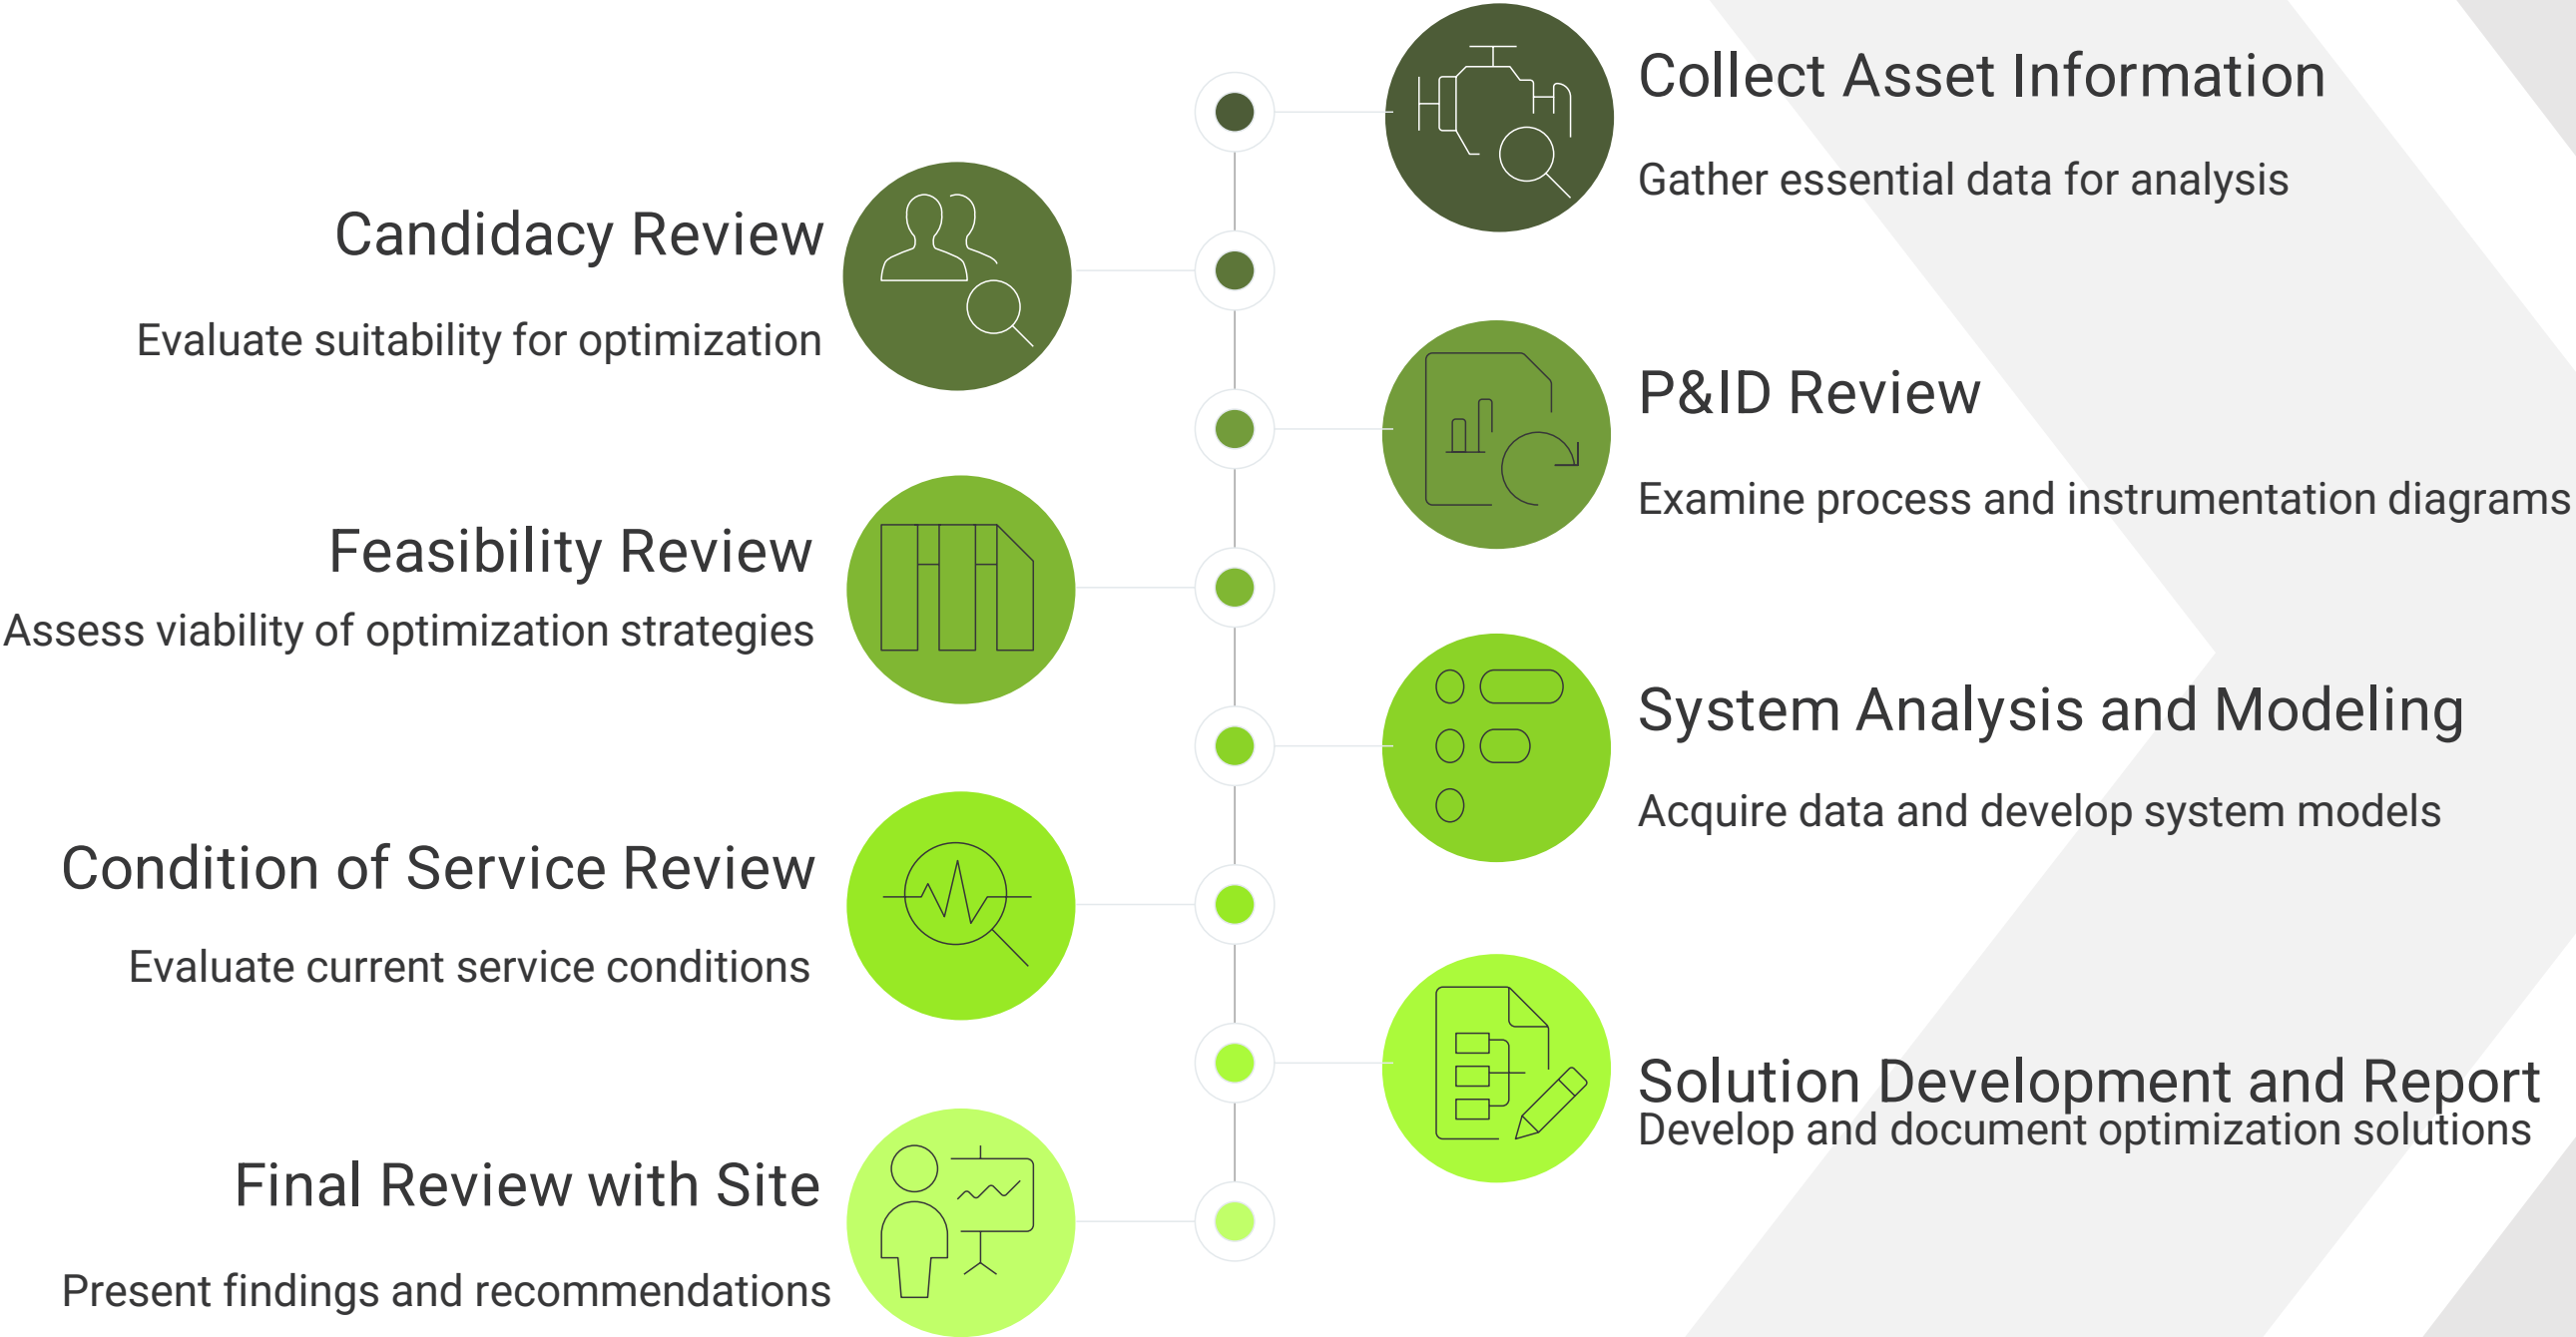 Collect Asset Information
Gather essential data for analysis
Candidacy Review
Evaluate suitability for optimization
P&ID Review
Examine process and instrumentation diagrams
Feasibility Review
Assess viability of optimization strategies
System Analysis and Modeling
Acquire data and develop system models
Condition of Service Review
Evaluate current service conditions
Solution Development and Report
Develop and document optimization solutions
Final Review with Site
Present findings and recommendations